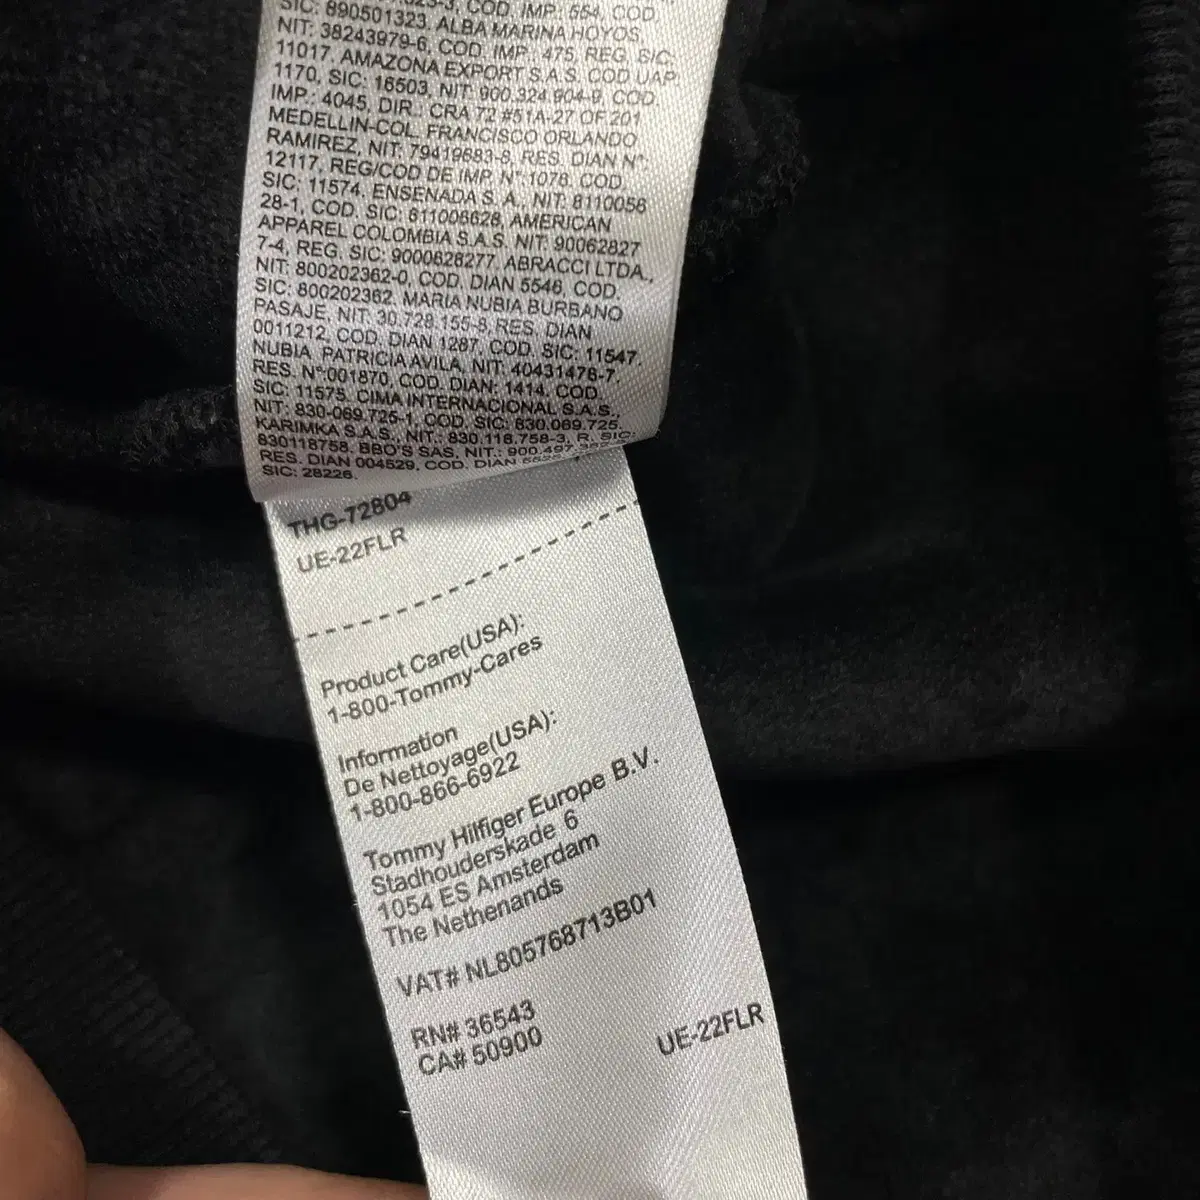 COD. IMP. 554, COD.
SIC: 890501323, ALBA MARINA HOYOS,
NIT: 38243979-6, COD. IMP. 475, REG. SIC:
11017, AMAZONA EXPORT S.A.S. COD UAP
1170, SIC: 16503, NIT: 900.324.904-9, COD.
IMP.: 4045, DIR.: CRA 72 #51A-27 OF.201
MEDELLIN-COL. FRANCISCO ORLANDO
RAMIREZ, NIT: 79419683-8, RES. DIAN N°:
12117, REG/COD DE IMP. N°:1076. COD.
SIC: 11574, ENSENADA S. A., NIT: 8110056
28-1, COD. SIC: 811006628, AMERICAN
APPAREL COLOMBIA S.A.S. NIT: 90062827
7-4, REG. SIC: 9000628277, ABRACCI LTDA.,
NIT: 800202362-0, COD. DIAN 5546, COD.
SIC: 800202362, MARIA NUBIA BURBANO
PASAJE, NIT. 30.728.155-8, RES. DIAN
0011212, COD. DIAN 1287, COD. SIC: 11547,
NUBIA, PATRICIA AVILA, NIT: 40431476-7,
RES. N°:001870, COD. DIAN: 1414, COD.
SIC: 11575, CIMA INTERNACIONAL S.A.S.,
NIT: 830-069.725-1, COD. SIC: 830.069.725,
KARIMKA S.A.S, NIT.: 830.118.758-3, R. SIC:
830118758, BBO'S SAS, NIT.:
RES. DIAN 004529, COD. DIAN
SIC: 28226.
THG-72804
UE-22FLR
Product Care(USA):
1-800-Tommy-Cares
Information
De Nettoyage(USA):
1-800-866-6922
Tommy Hilfiger Europe B.V.
Stadhouderskade 6
1054 ES Amsterdam
The Nethenands
VAT# NL805768713B01
RN# 36543
CA# 50900
UE-22FLR